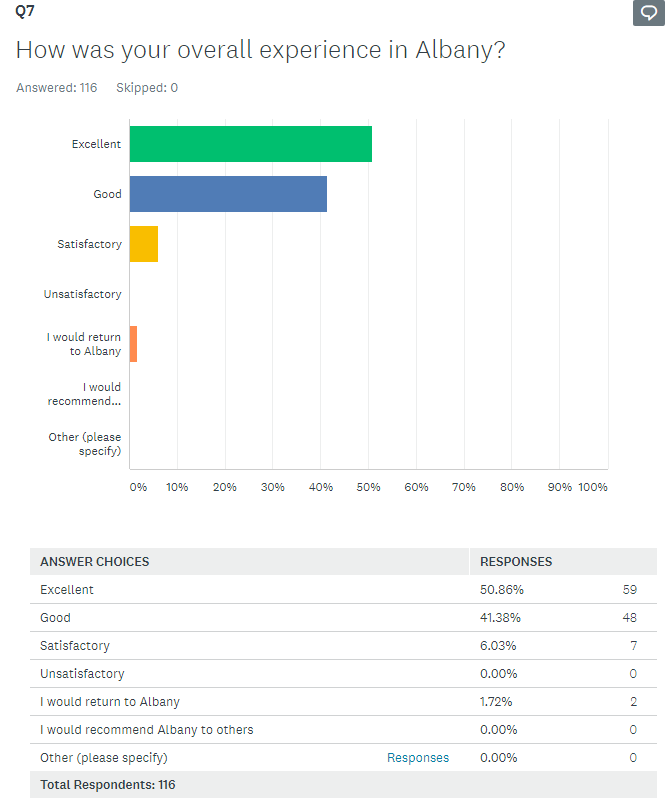 Q7
How was your overall experience in Albany?
Answered: 116 Skipped: 0
Excellent
Good
Satisfactory
Unsatisfactory
I would return
to Albany
I would
recommend...
Other (please
specify)
0% 10% 20% 30% 40% 50% 60% 70% 80% 90% 100%
ANSWER CHOICES RESPONSES
Excellent 50.86% 59
Good 41.38% 48
Satisfactory 6.03% 7
Unsatisfactory 0.00% 0
I would return to Albany 1.72% 2
I would recommend Albany to others 0.00% 0
Other (please specify) Responses 0.00% 0
Total Respondents: 116